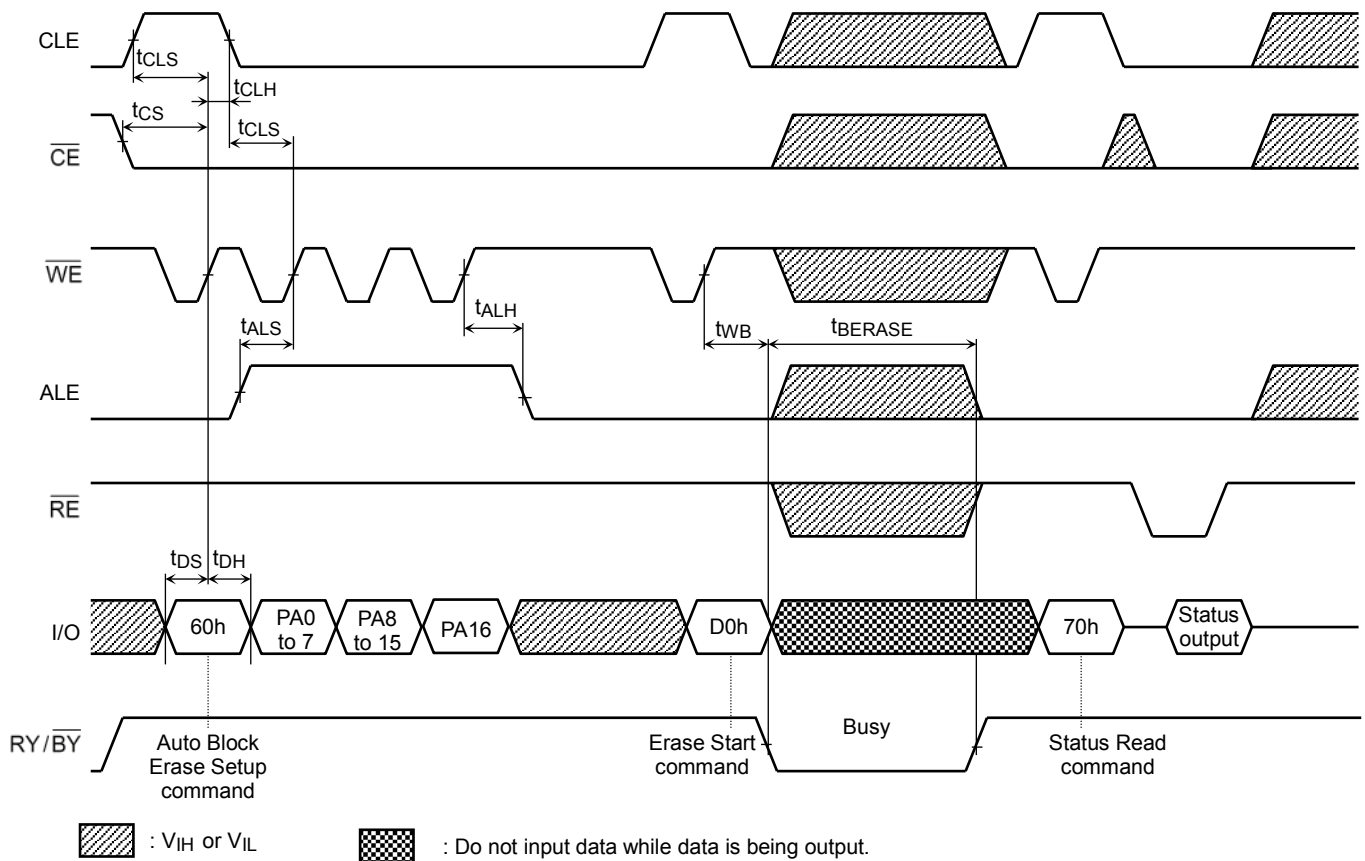 CLE
tCLS
tCLH
tCS
tCLS
CE
WE
tALS
tALH
tWB
tBERASE
ALE
RE
tDS
tDH
I/O
60h
PA0
to 7
PA8
to 15
PA16
D0h
70h
Status
output
RY/BY
Busy
Auto Block
Erase Setup
command
Erase Start
command
Status Read
command
: VIH or VIL
: Do not input data while data is being output.